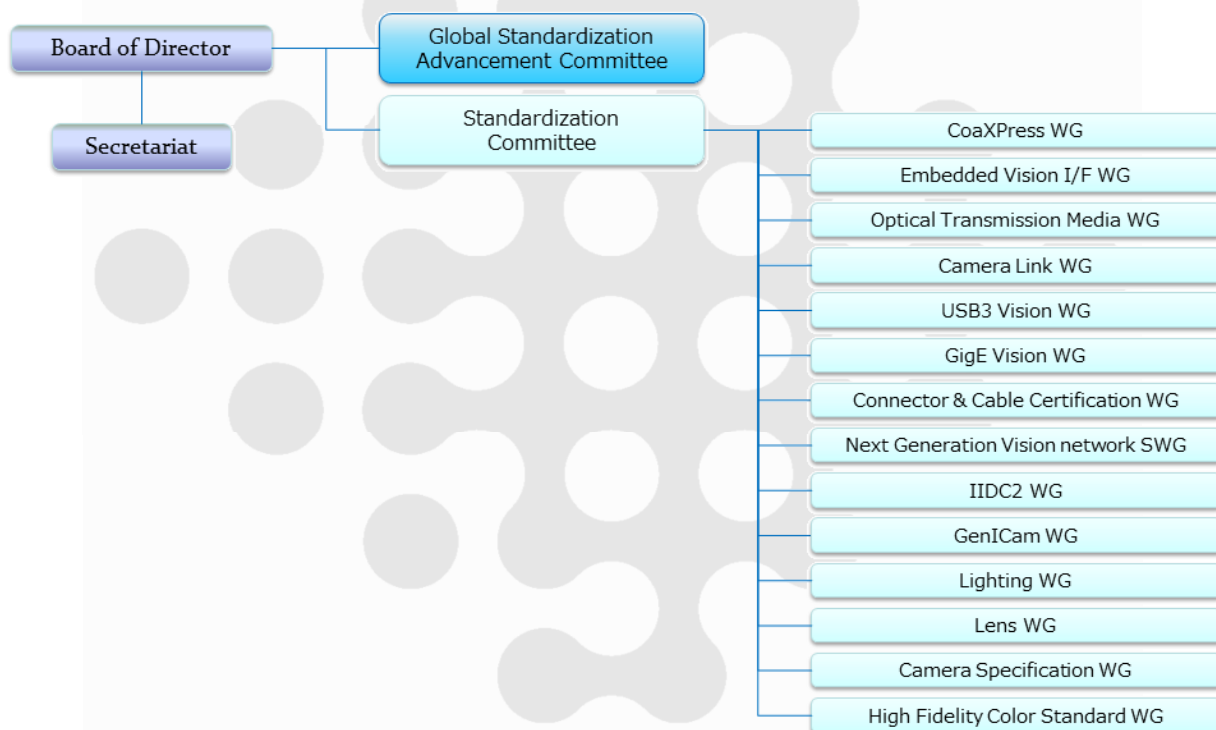 Board of Director
Secretariat
Global Standardization
Advancement Committee
Standardization
Committee
CoaXPress WG
Embedded Vision I/F WG
Optical Transmission Media WG
Camera Link WG
USB3 Vision WG
GigE Vision WG
Connector & Cable Certification WG
Next Generation Vision network SWG
IIDC2 WG
GenICam WG
Lighting WG
Lens WG
Camera Specification WG
High Fidelity Color Standard WG